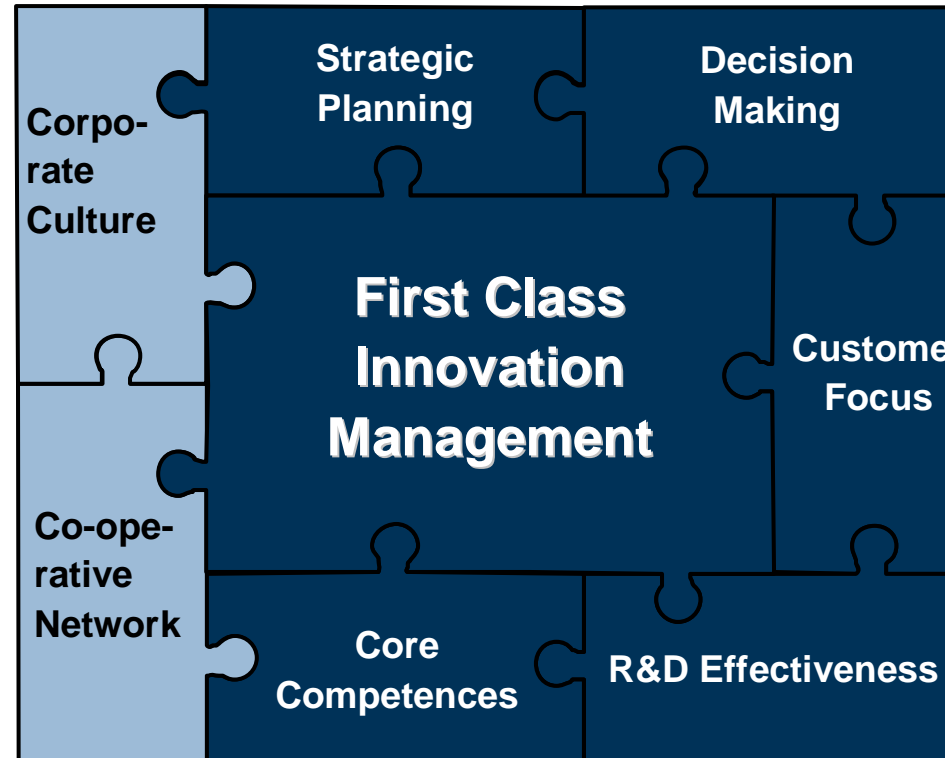 Strategic
Planning
Decision
Making
Corpo-
rate
Culture
First Class
Innovation
Management
Custome
Focus
Co-ope-
rative
Network
Core
Competences
R&D Effectiveness